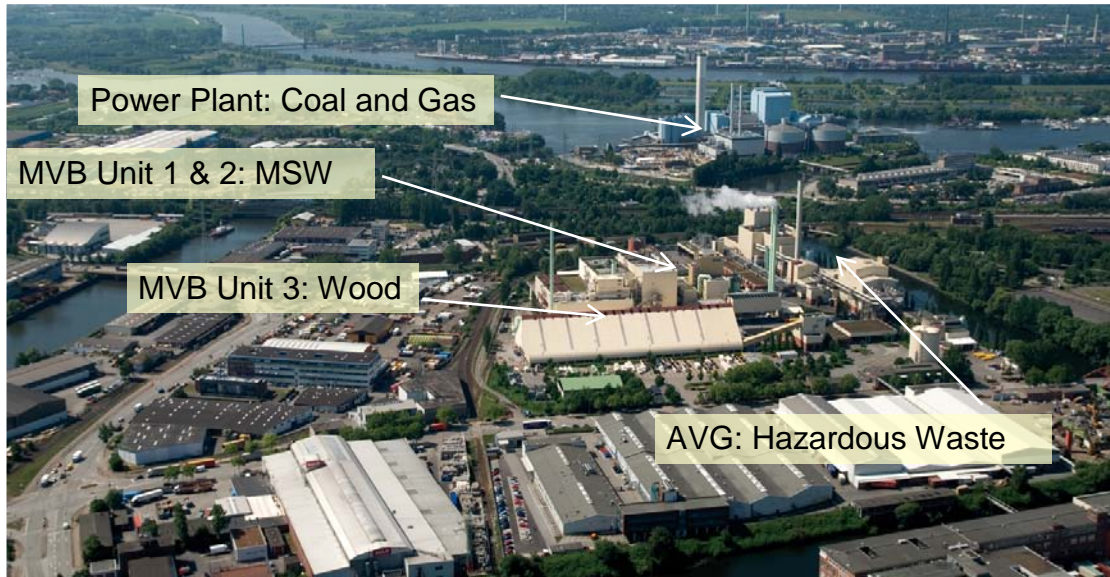 Power Plant: Coal and Gas
MVB Unit 1 & 2: MSW
MVB Unit 3: Wood
AVG: Hazardous Waste